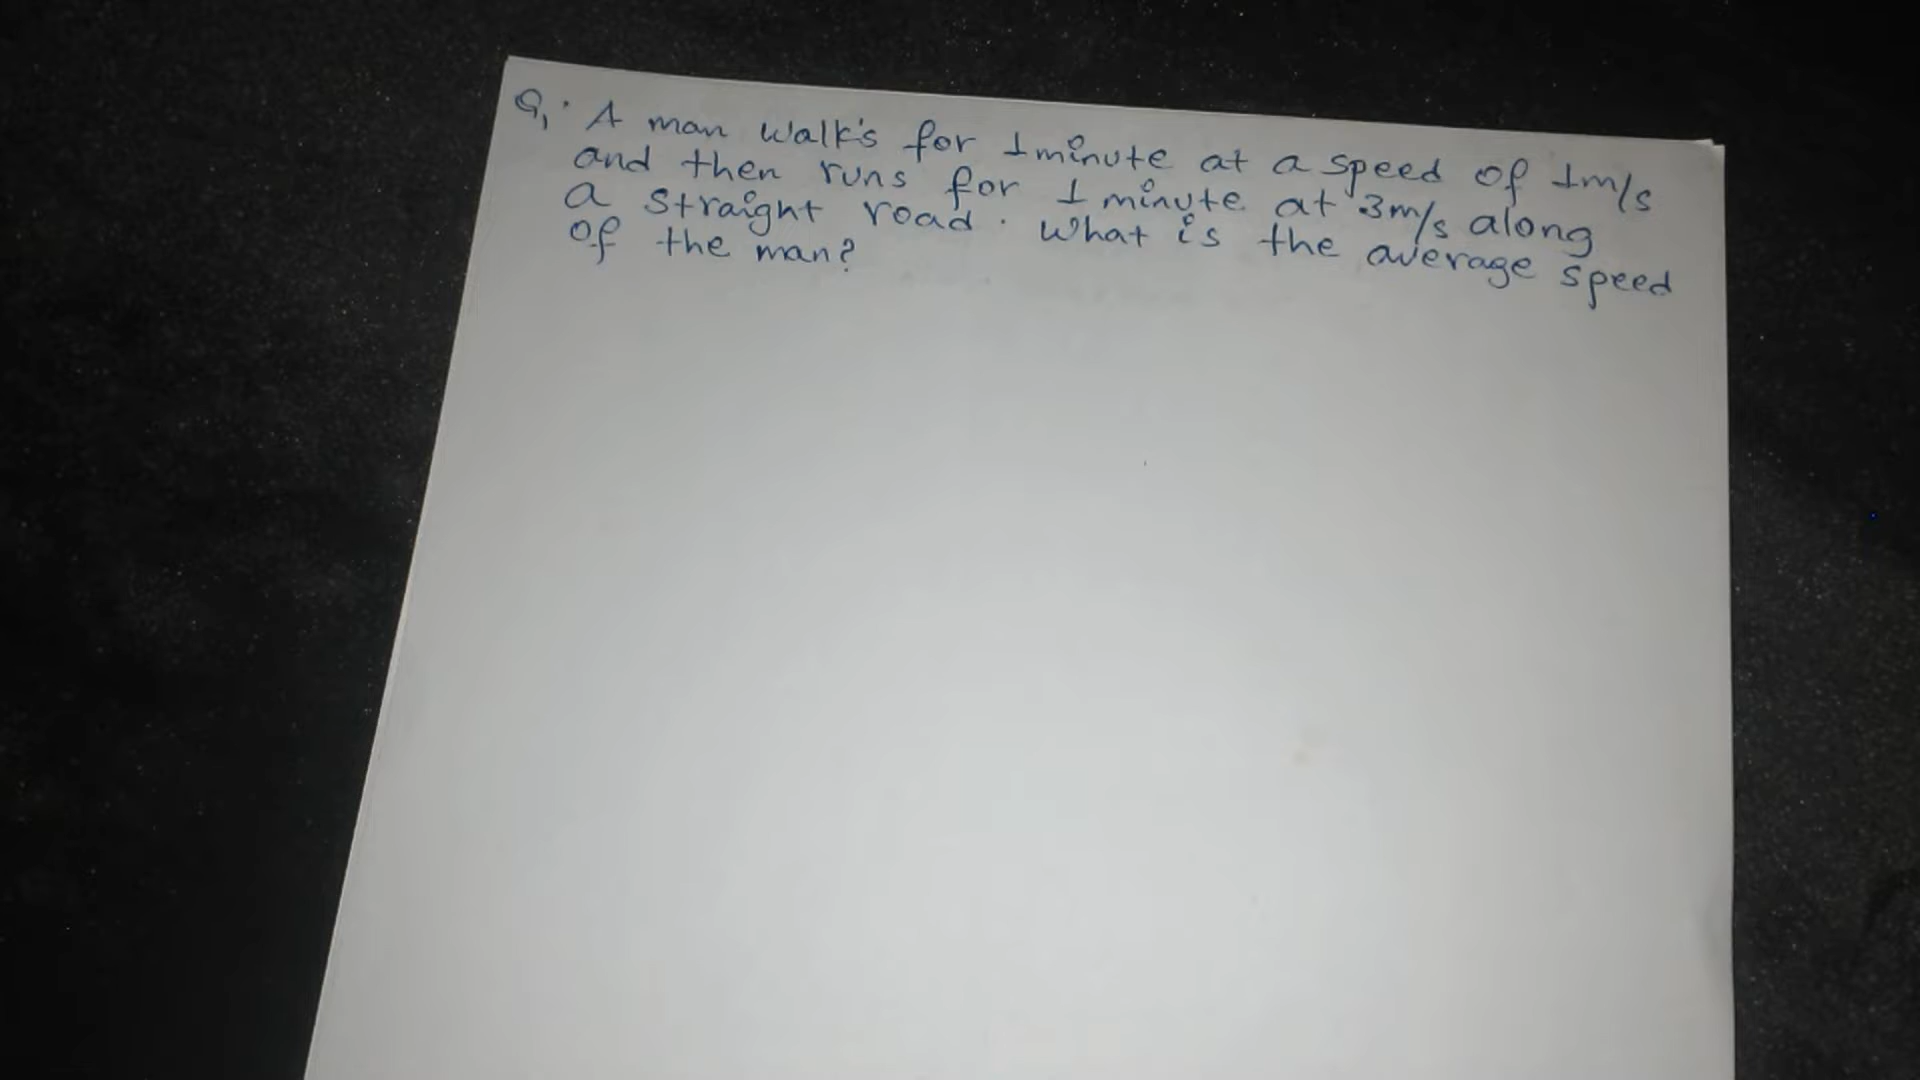 Q1. A man walk's for 1 minute at a speed of 1m/s
and then runs for 1 minute at 3m/s along
a straight road. What is the average speed
of the man?